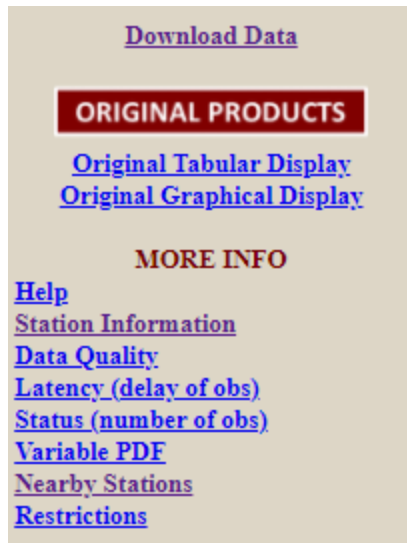 Download Data
ORIGINAL PRODUCTS
Original Tabular Display
Original Graphical Display
MORE INFO
Help
Station Information
Data Quality
Latency (delay of obs)
Status (number of obs)
Variable PDF
Nearby Stations
Restrictions